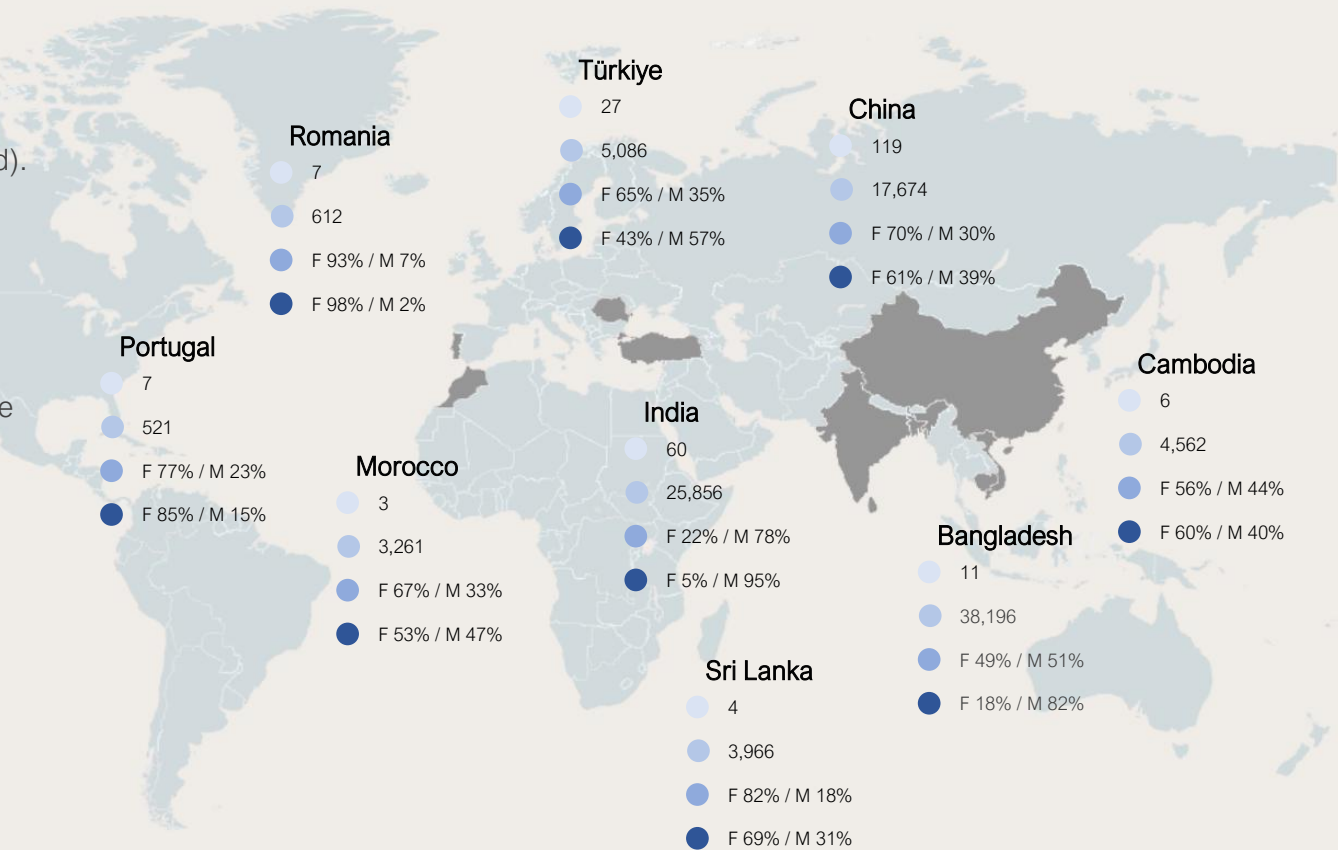 d).
e
Türkiye
27
5,086
F 65% / M 35%
F 43% / M 57%
China
119
17,674
F 70% / M 30%
F 61% / M 39%
Romania
7
612
F 93% / M 7%
F 98% / M 2%
Portugal
7
521
F 77% / M 23%
F 85% / M 15%
Morocco
3
3,261
F 67% / M 33%
F 53% / M 47%
India
60
25,856
F 22% / M 78%
F 5% / M 95%
Cambodia
6
4,562
F 56% / M 44%
F 60% / M 40%
Bangladesh
11
38,196
F 49% / M 51%
F 18% / M 82%
Sri Lanka
4
3,966
F 82% / M 18%
F 69% / M 31%